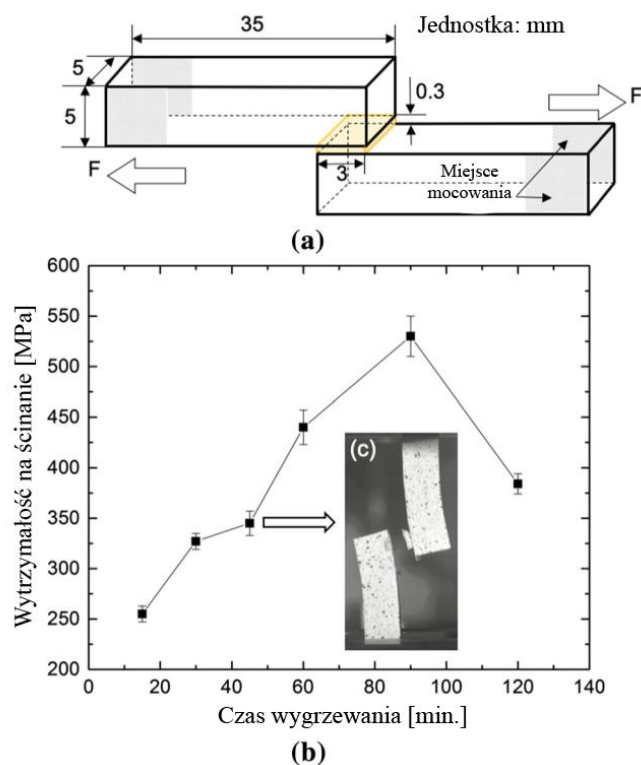 35
Jednostka: mm
5
5
0.3
F
F
3
Miejsce
mocowania
(a)
600
550
500
450
400
350
300
250
200
Wytrzymałość na ścinanie [MPa]
(c)
0
20
40
60
80
100
120
140
Czas wygrzewania [min.]
(b)